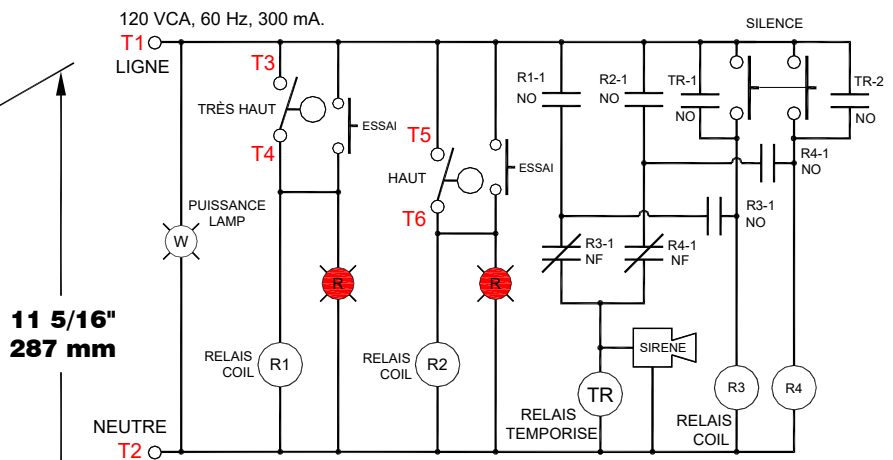 120 VCA, 60 Hz, 300 mA.
T1
LIGNE
SILENCE
T3
TRÈS HAUT
T4
ESSAI
T5
HAUT
T6
ESSAI
R1-1
NO
R2-1
NO
TR-1
NO
TR-2
NO
R4-1
NO
R3-1
NO
R3-1
NF
R4-1
NF
PUISSANCE
LAMP
W
R
R
11 5/16"
287 mm
RELAIS
COIL
R1
RELAIS
COIL
R2
SIRENE
TR
RELAIS
TEMPORISE
RELAIS
COIL
R3
R4
NEUTRE
T2